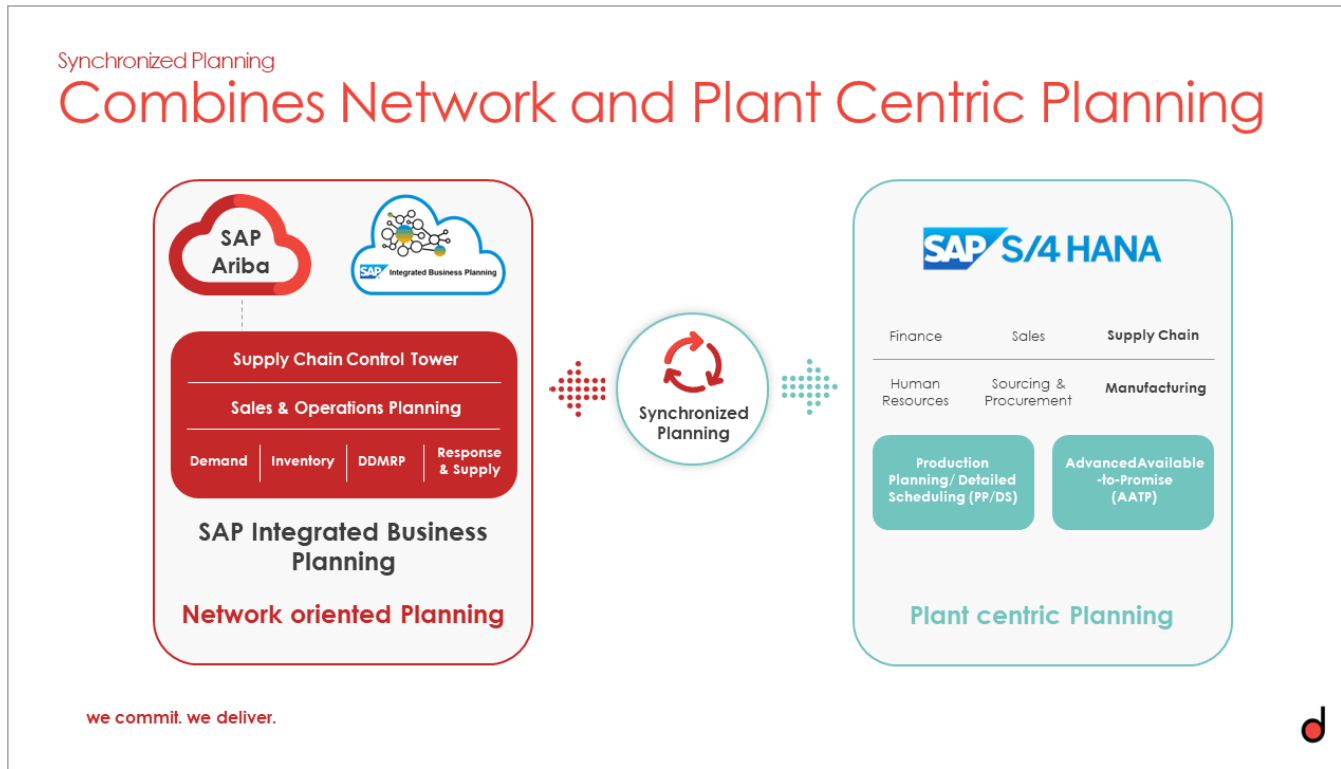 Synchronized Planning
Combines Network and Plant Centric Planning
SAP
Ariba
SAP Integrated Business Planning
Supply Chain Control Tower
Sales & Operations Planning
Demand
Inventory
DDMRP
Response
& Supply
SAP Integrated Business
Planning
Network oriented Planning
Synchronized
Planning
SAP S/4 HANA
Finance
Sales
Supply Chain
Human
Resources
Sourcing &
Procurement
Manufacturing
Production
Planning/ Detailed
Scheduling (PP/DS)
AdvancedAvailable
-to-Promise
(AATP)
Plant centric Planning
we commit. we deliver.
d